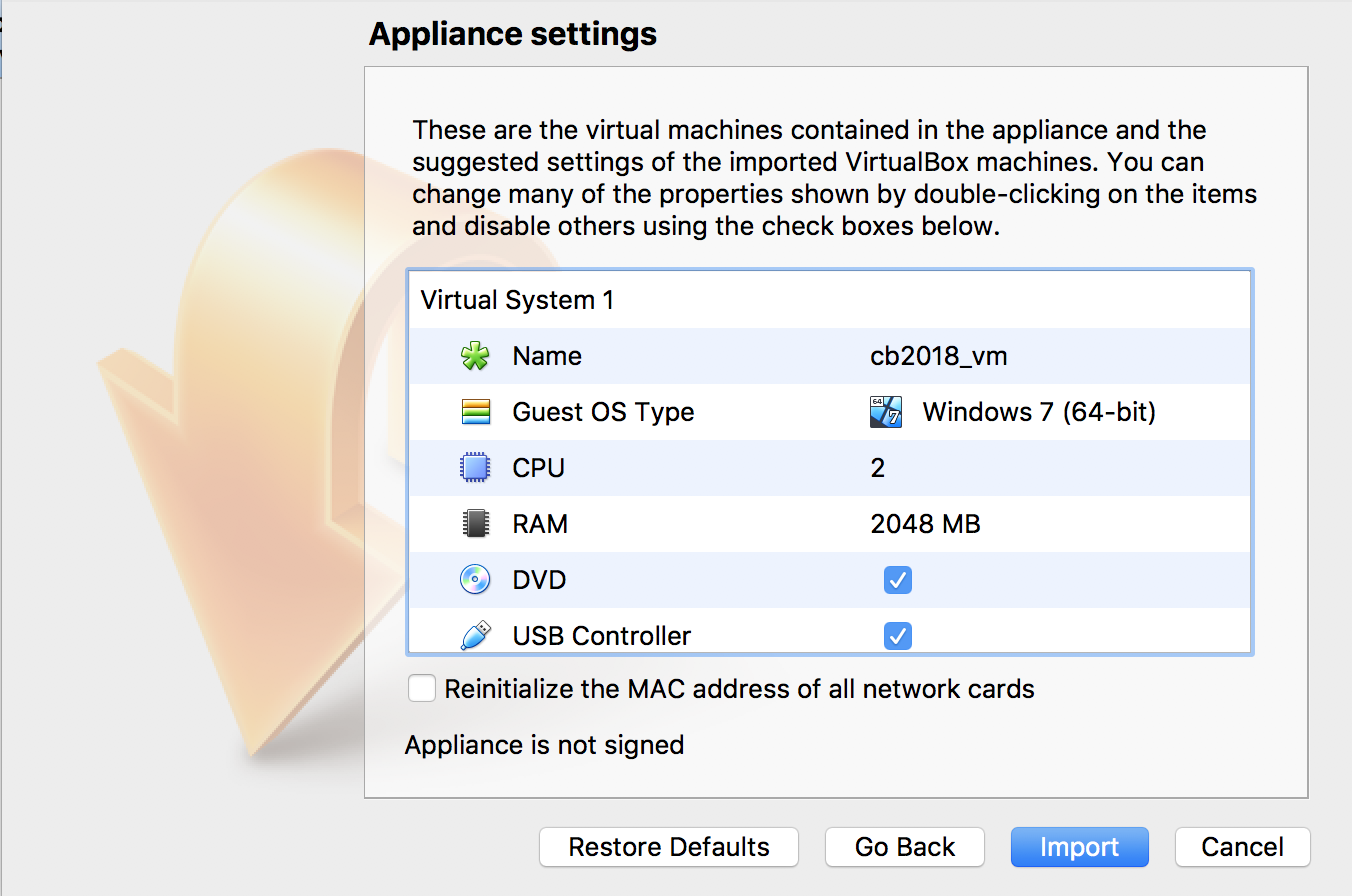 Appliance settings
These are the virtual machines contained in the appliance and the
suggested settings of the imported VirtualBox machines. You can
change many of the properties shown by double-clicking on the items
and disable others using the check boxes below.
Virtual System 1
Name cb2018_vm
Guest OS Type 64 7 Windows 7 (64-bit)
CPU 2
RAM 2048 MB
DVD
USB Controller
Reinitialize the MAC address of all network cards
Appliance is not signed
Restore Defaults Go Back Import Cancel